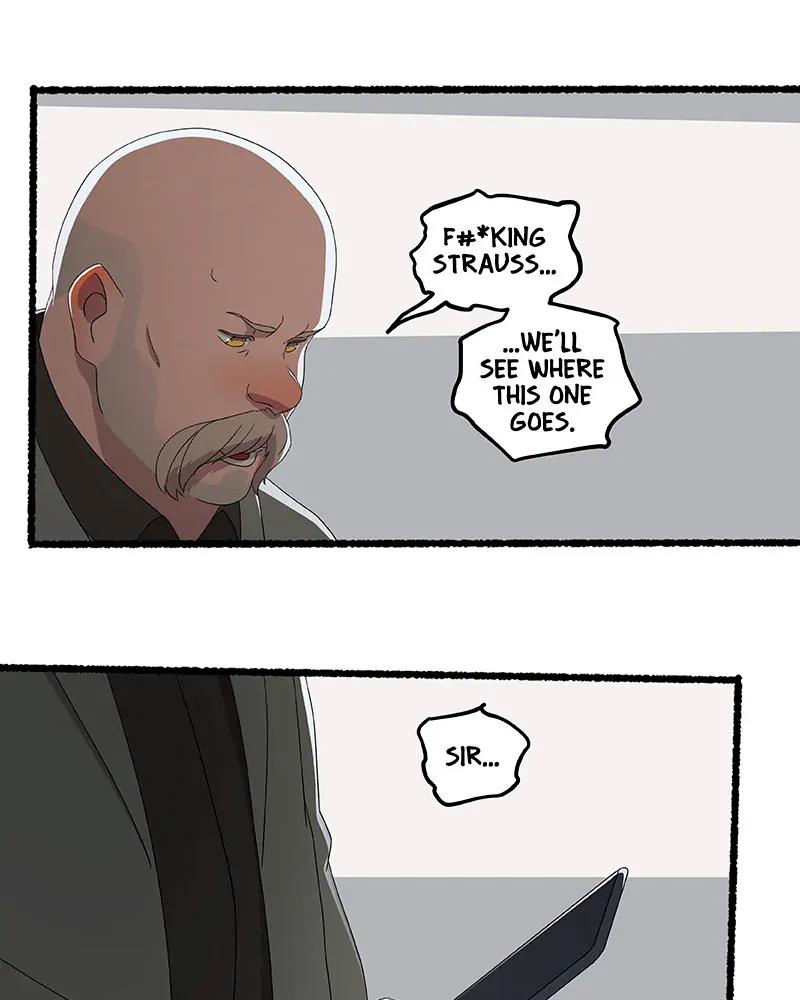 F#*KING
STRAUSS...
...WE'LL
SEE WHERE
THIS ONE
GOES.
SIR...